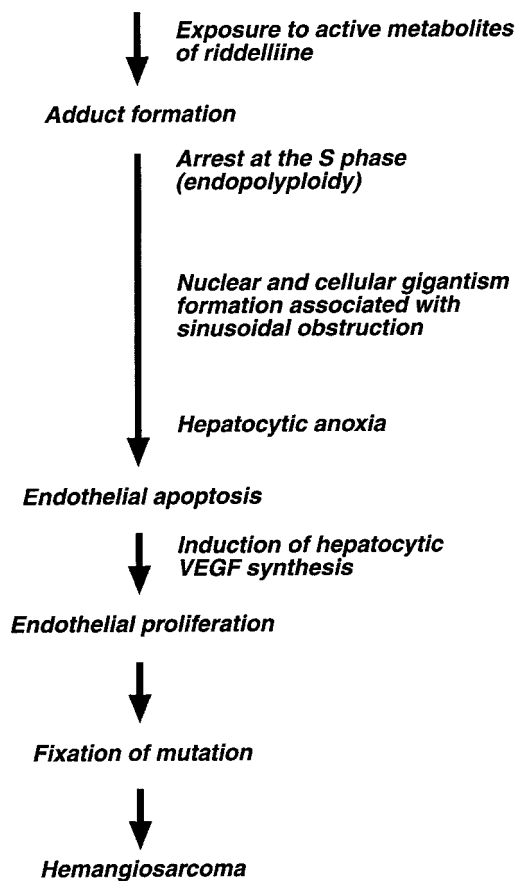 Exposure to active metabolites
of riddelliine
Adduct formation
Arrest at the S phase
(endopolyploidy)
Nuclear and cellular gigantism
formation associated with
sinusoidal obstruction
Hepatocytic anoxia
Endothelial apoptosis
Induction of hepatocytic
VEGF synthesis
Endothelial proliferation
Fixation of mutation
Hemangiosarcoma